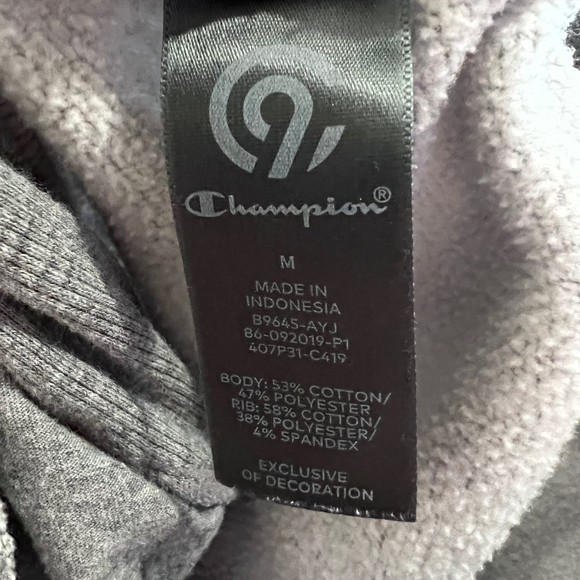 C9
Champion®
M
MADE IN
INDONESIA
B9645-AYJ
86-092019-P1
407P31-C419
BODY: 53% COTTON/
47% POLYESTER
RIB: 58% COTTON/
38% POLYESTER/
4% SPANDEX
EXCLUSIVE
OF DECORATION